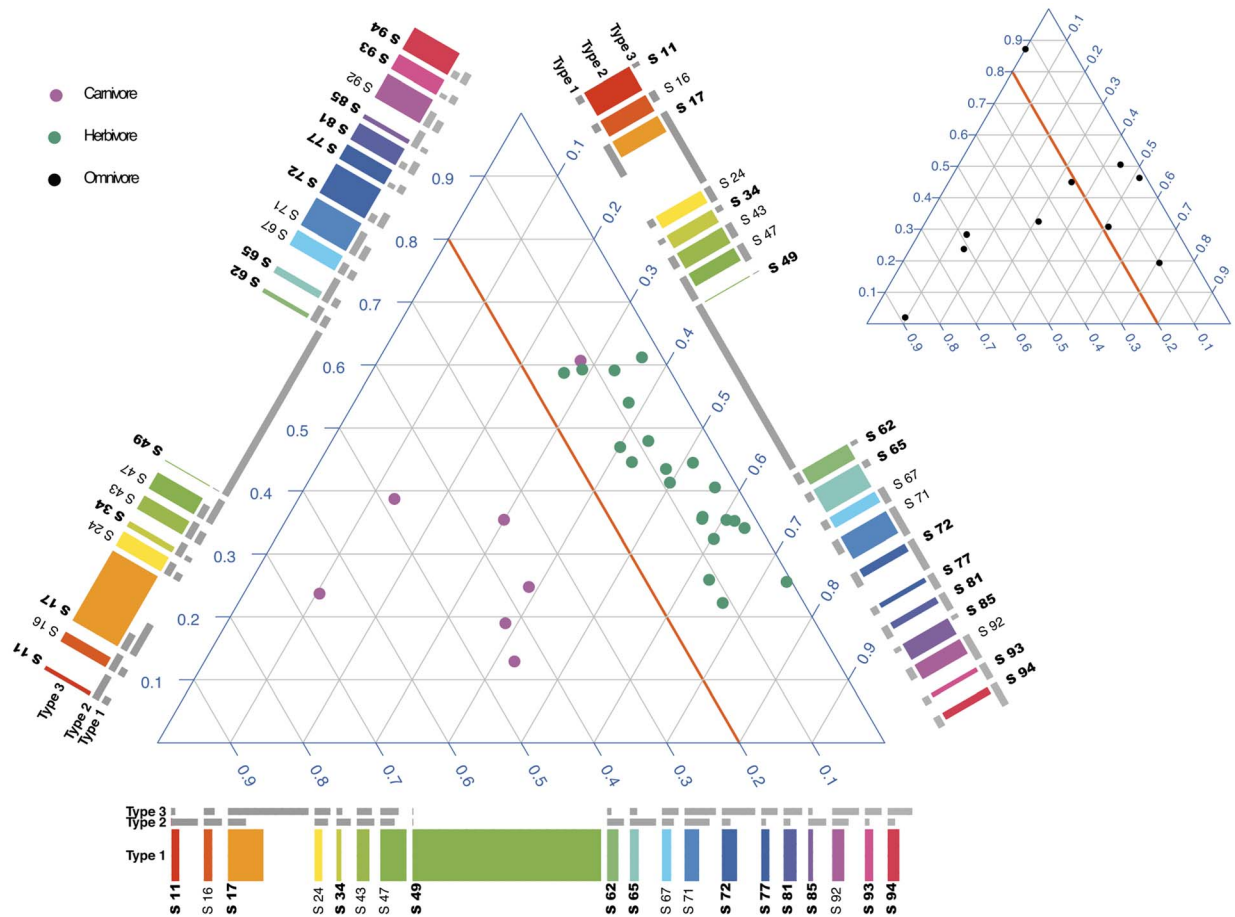 Carnivore
Herbivore
Omnivore
S 94
S 93
S 92
S 85
S 81
S 77
S 72
S 71
S 67
S 65
S 62
S 49
S 47
S 43
S 34
S 24
S 17
S 16
S 11
Type 3
Type 2
Type 1
Type 1
Type 2
Type 3
S 11
S 16
S 17
S 24
S 34
S 43
S 47
S 49
S 62
S 65
S 67
S 71
S 72
S 77
S 81
S 85
S 92
S 93
S 94
0.9
0.8
0.7
0.6
0.5
0.4
0.3
0.2
0.1
0.1
0.2
0.3
0.4
0.5
0.6
0.7
0.8
0.9
0.9 0.8 0.7 0.6 0.5 0.4 0.3 0.2 0.1
0.9
0.8
0.7
0.6
0.5
0.4
0.3
0.2
0.1
0.1
0.2
0.3
0.4
0.5
0.6
0.7
0.8
0.9
0.9 0.8 0.7 0.6 0.5 0.4 0.3 0.2 0.1
Type 3
Type 2
Type 1
S 11 S 16 S 17 S 24 S 34 S 43 S 47 S 49 S 62 S 65 S 67 S 71 S 72 S 77 S 81 S 85 S 92 S 93 S 94